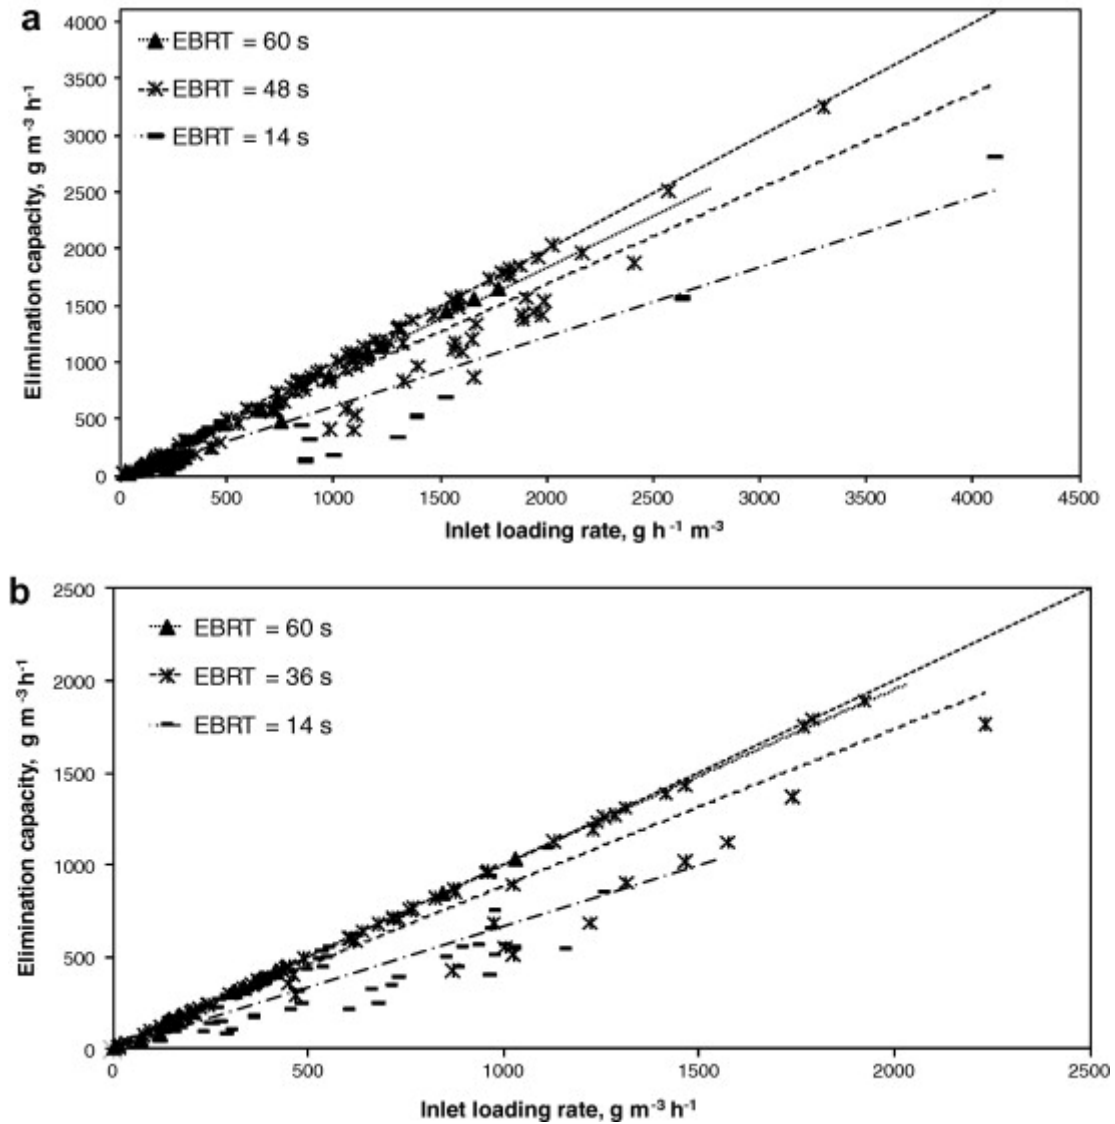 a
4000
3500
3000
2500
2000
1500
1000
500
0
Elimination capacity, g m⁻³ h⁻¹
EBRT = 60 s
EBRT = 48 s
EBRT = 14 s
0 500 1000 1500 2000 2500 3000 3500 4000 4500
Inlet loading rate, g h⁻¹ m⁻³
b
2500
2000
1500
1000
500
0
Elimination capacity, g m⁻³ h⁻¹
EBRT = 60 s
EBRT = 36 s
EBRT = 14 s
0 500 1000 1500 2000 2500
Inlet loading rate, g m⁻³ h⁻¹